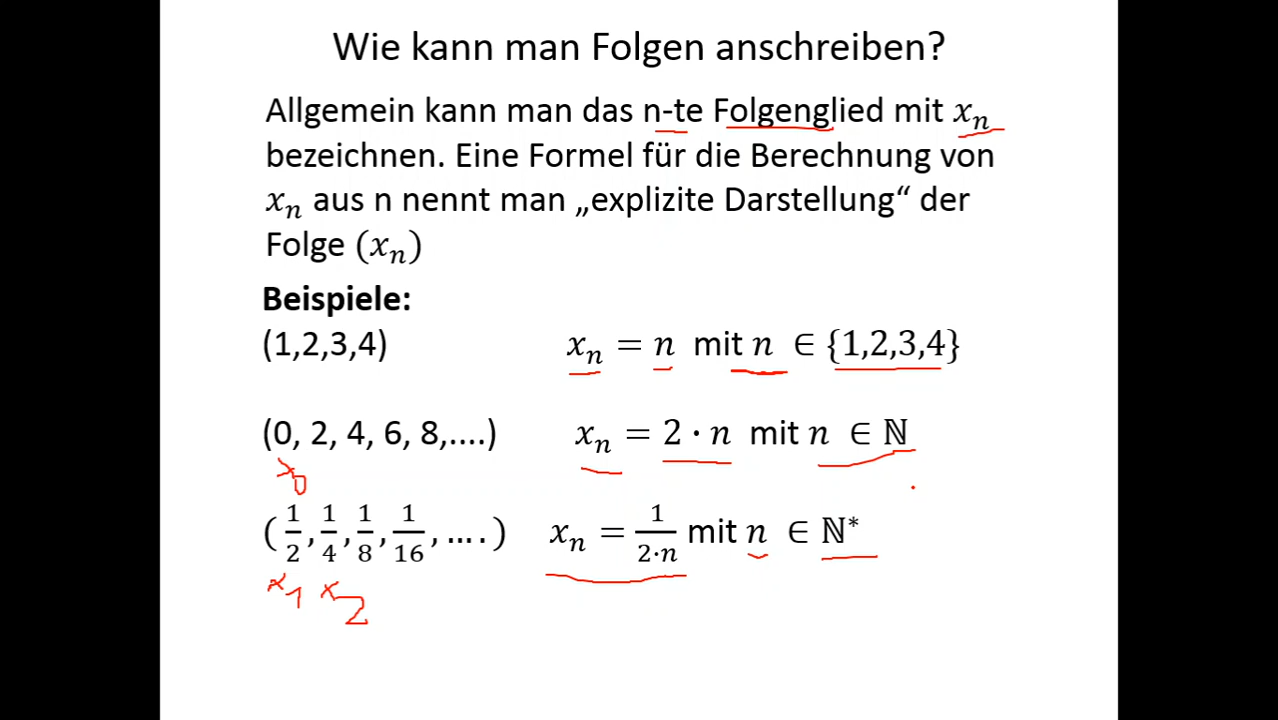 Wie kann man Folgen anschreiben?
Allgemein kann man das n-te Folgenglied mit xₙ
bezeichnen. Eine Formel für die Berechnung von
xₙ aus n nennt man „explizite Darstellung“ der
Folge (xₙ)
Beispiele:
(1,2,3,4) xₙ = n mit n ∈ {1,2,3,4}
(0, 2, 4, 6, 8,....) xₙ = 2 · n mit n ∈ ℕ
x₀
(1/2, 1/4, 1/8, 1/16, ....) xₙ = 1/(2·n) mit n ∈ ℕ*
x₁ x₂